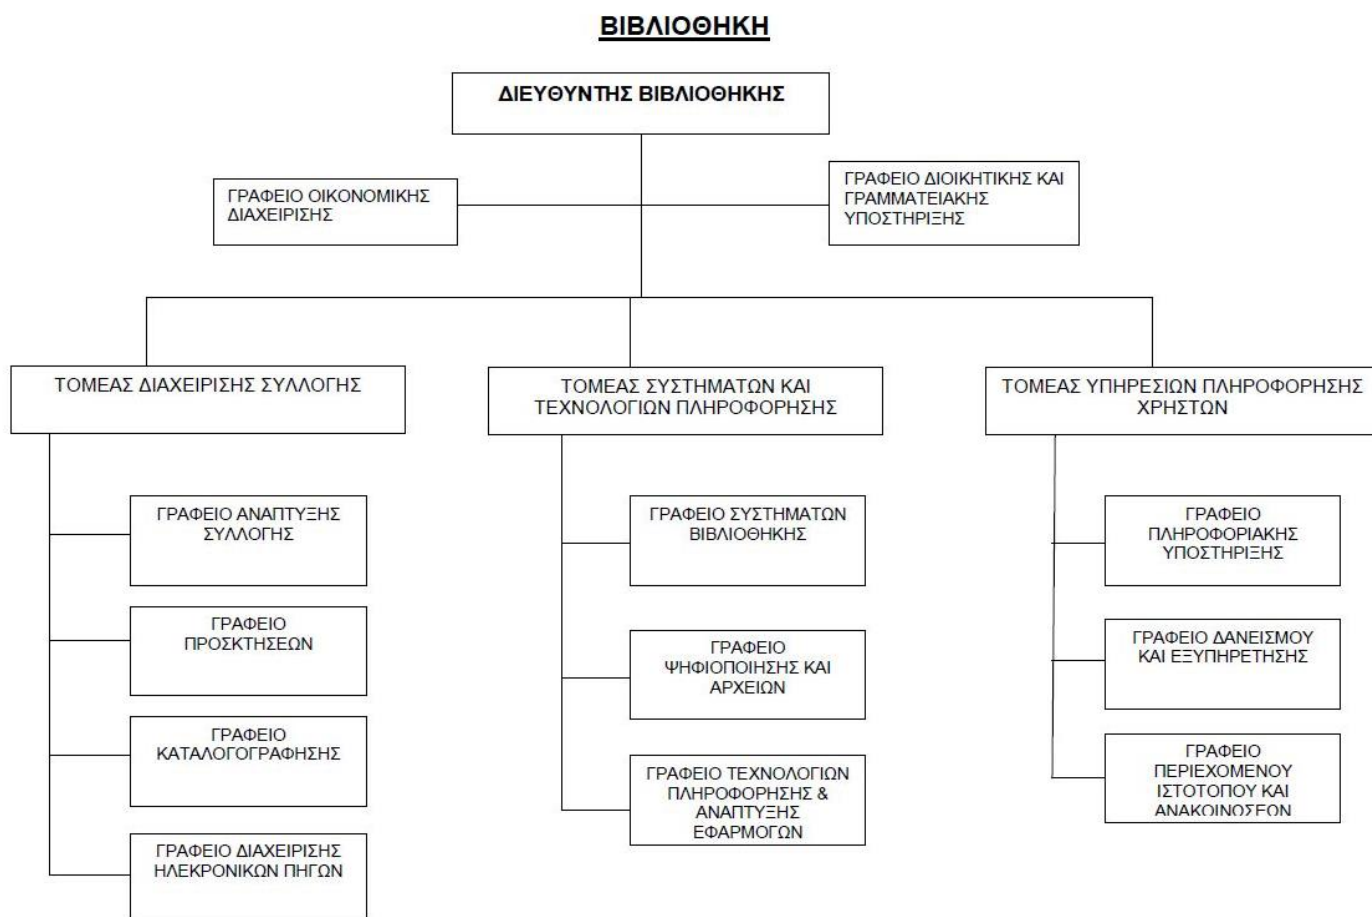 ΒΙΒΛΙΟΘΗΚΗ
ΔΙΕΥΘΥΝΤΗΣ ΒΙΒΛΙΟΘΗΚΗΣ
ΓΡΑΦΕΙΟ ΟΙΚΟΝΟΜΙΚΗΣ
ΔΙΑΧΕΙΡΙΣΗΣ
ΓΡΑΦΕΙΟ ΔΙΟΙΚΗΤΙΚΗΣ ΚΑΙ
ΓΡΑΜΜΑΤΕΙΑΚΗΣ
ΥΠΟΣΤΗΡΙΞΗΣ
ΤΟΜΕΑΣ ΔΙΑΧΕΙΡΙΣΗΣ ΣΥΛΛΟΓΗΣ
ΓΡΑΦΕΙΟ ΑΝΑΠΤΥΞΗΣ
ΣΥΛΛΟΓΗΣ
ΓΡΑΦΕΙΟ
ΠΡΟΣΚΤΗΣΕΩΝ
ΓΡΑΦΕΙΟ
ΚΑΤΑΛΟΓΟΓΡΑΦΗΣΗΣ
ΓΡΑΦΕΙΟ ΔΙΑΧΕΙΡΙΣΗΣ
ΗΛΕΚΡΟΝΙΚΩΝ ΠΗΓΩΝ
ΤΟΜΕΑΣ ΣΥΣΤΗΜΑΤΩΝ ΚΑΙ
ΤΕΧΝΟΛΟΓΙΩΝ ΠΛΗΡΟΦΟΡΗΣΗΣ
ΓΡΑΦΕΙΟ ΣΥΣΤΗΜΑΤΩΝ
ΒΙΒΛΙΟΘΗΚΗΣ
ΓΡΑΦΕΙΟ
ΨΗΦΙΟΠΟΙΗΣΗΣ ΚΑΙ
ΑΡΧΕΙΩΝ
ΓΡΑΦΕΙΟ ΤΕΧΝΟΛΟΓΙΩΝ
ΠΛΗΡΟΦΟΡΗΣΗΣ &
ΑΝΑΠΤΥΞΗΣ
ΕΦΑΡΜΟΓΩΝ
ΤΟΜΕΑΣ ΥΠΗΡΕΣΙΩΝ ΠΛΗΡΟΦΟΡΗΣΗΣ
ΧΡΗΣΤΩΝ
ΓΡΑΦΕΙΟ
ΠΛΗΡΟΦΟΡΙΑΚΗΣ
ΥΠΟΣΤΗΡΙΞΗΣ
ΓΡΑΦΕΙΟ ΔΑΝΕΙΣΜΟΥ
ΚΑΙ ΕΞΥΠΗΡΕΤΗΣΗΣ
ΓΡΑΦΕΙΟ
ΠΕΡΙΕΧΟΜΕΝΟΥ
ΙΣΤΟΤΟΠΟΥ ΚΑΙ
ΑΝΑΚΟΙΝΩΣΕΩΝ